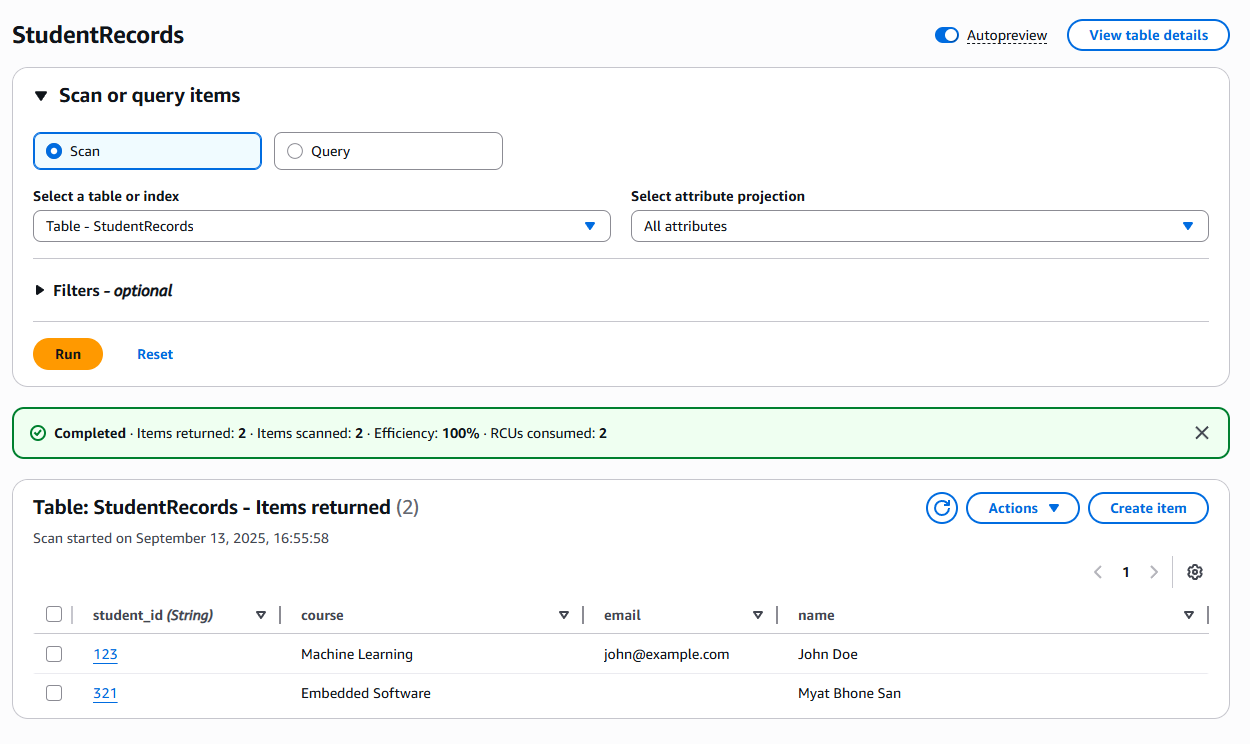 StudentRecords
Autopreview
View table details
Scan or query items
Scan
Query
Select a table or index
Select attribute projection
Table - StudentRecords
All attributes
Filters - optional
Run
Reset
Completed · Items returned: 2 · Items scanned: 2 · Efficiency: 100% · RCUs consumed: 2
Table: StudentRecords - Items returned (2)
Actions
Create item
Scan started on September 13, 2025, 16:55:58
1
student_id (String) course email name
123 Machine Learning john@example.com John Doe
321 Embedded Software Myat Bhone San